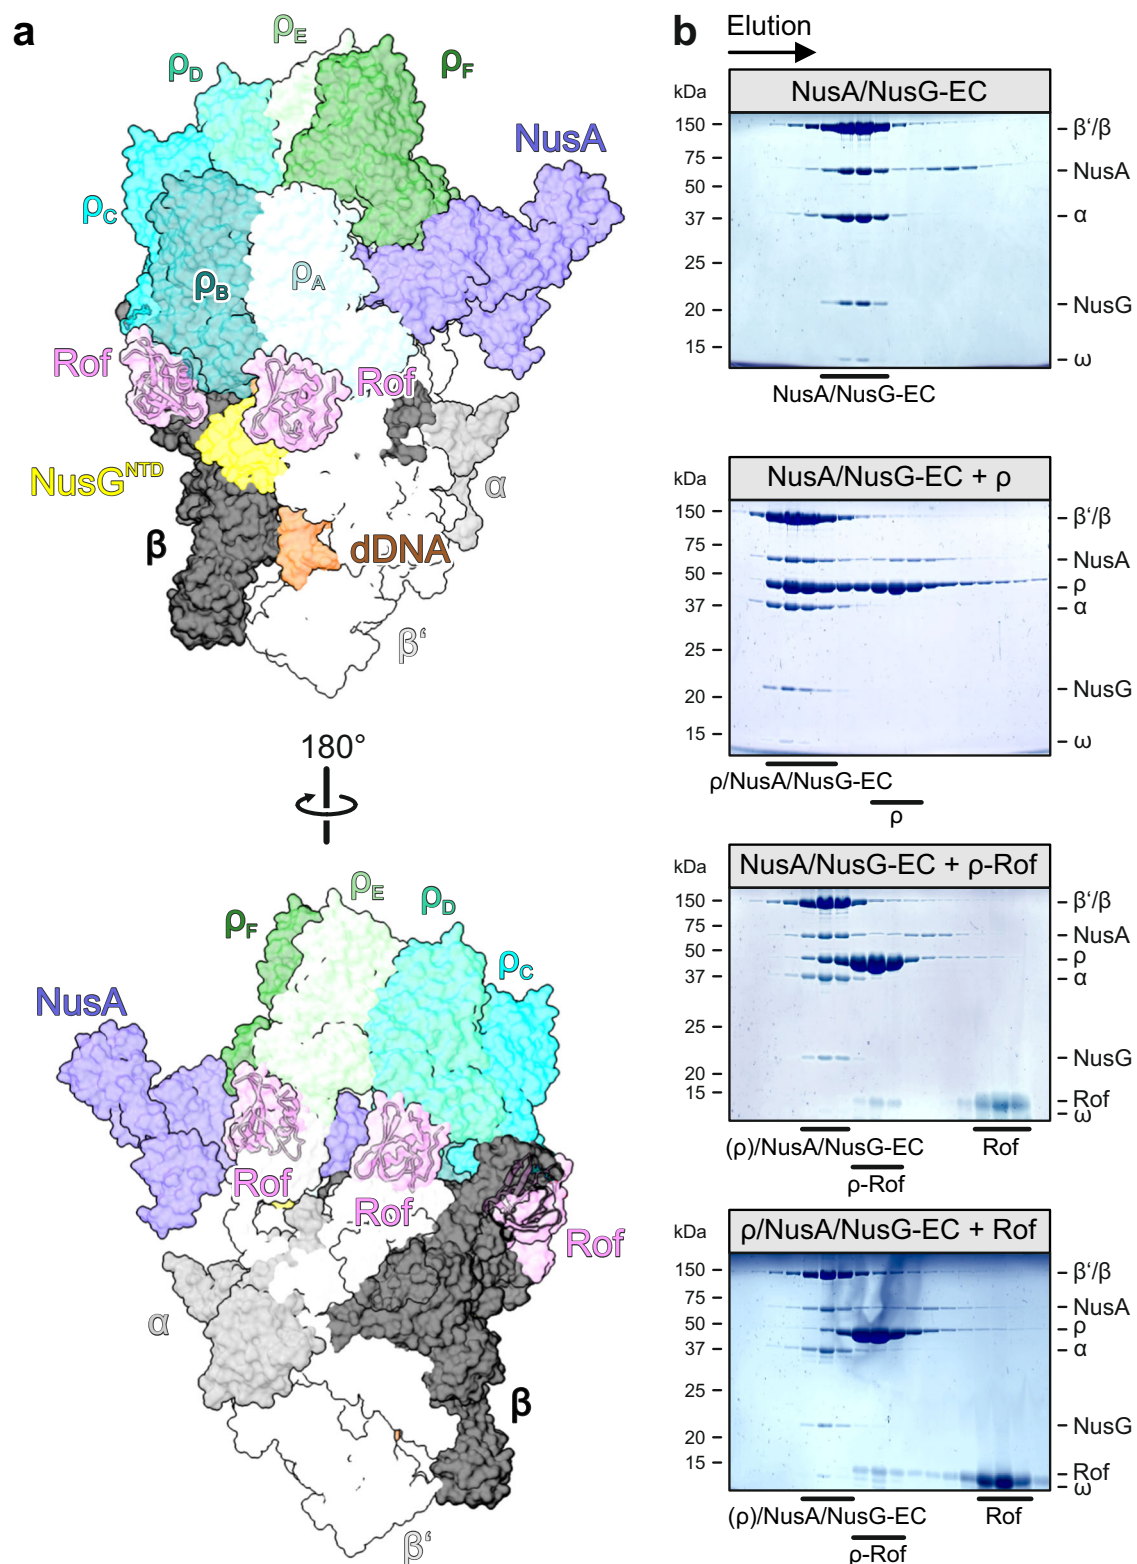 a
ρE
ρD
ρF
NusA
ρC
ρB
ρA
Rof
Rof
NusG^NTD
α
β
dDNA
β‘
180°
ρE
ρD
ρF
ρC
NusA
Rof
Rof
Rof
α
β
β‘
b
Elution
kDa
NusA/NusG-EC
150
β‘/β
75
NusA
50
37
α
25
20
NusG
15
ω
NusA/NusG-EC
kDa
NusA/NusG-EC + ρ
150
β‘/β
75
NusA
50
ρ
37
α
25
20
NusG
15
ω
ρ/NusA/NusG-EC
ρ
kDa
NusA/NusG-EC + ρ-Rof
150
β‘/β
75
NusA
50
ρ
37
α
25
NusG
20
15
Rof
ω
(ρ)/NusA/NusG-EC
Rof
ρ-Rof
kDa
ρ/NusA/NusG-EC + Rof
150
β‘/β
75
NusA
50
ρ
37
α
25
NusG
20
15
Rof
ω
(ρ)/NusA/NusG-EC
Rof
ρ-Rof